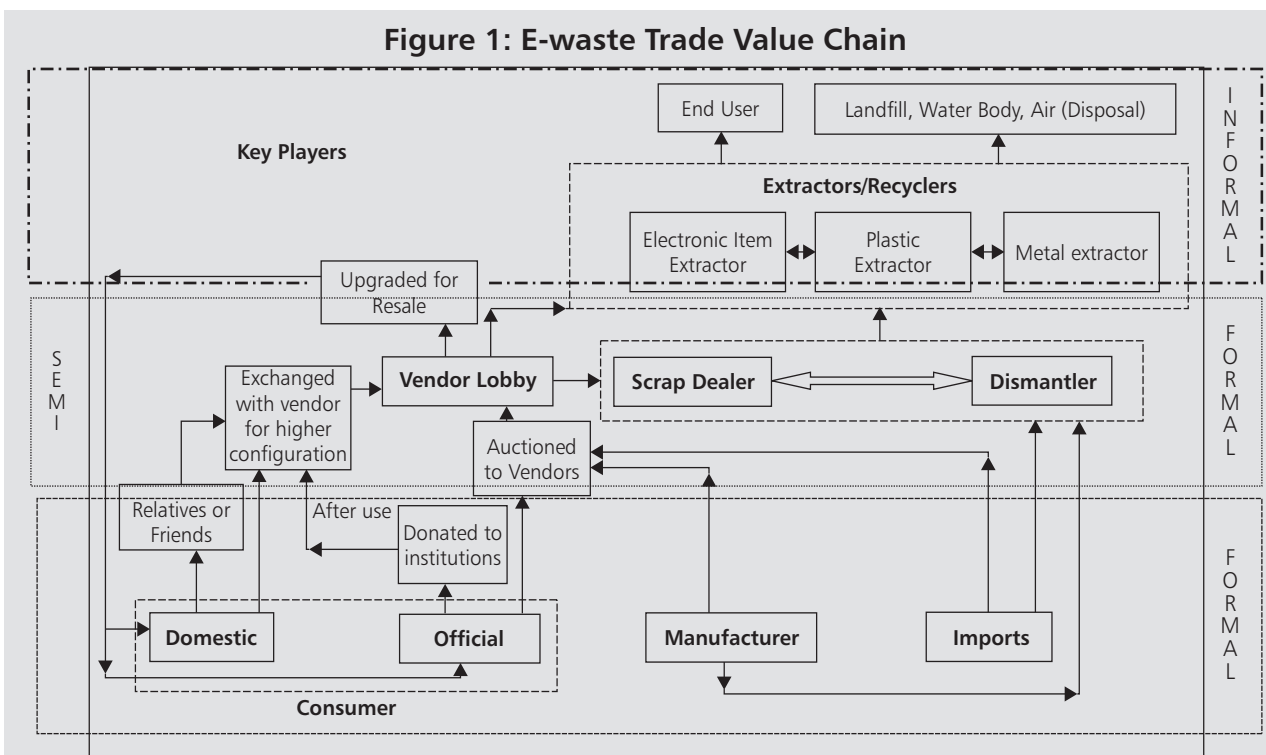 Figure 1: E-waste Trade Value Chain
End User
Landfill, Water Body, Air (Disposal)
Key Players
Extractors/Recyclers
Electronic Item
Extractor
Plastic
Extractor
Metal extractor
INFORMAL
Upgraded for
Resale
SEMI
FORMAL
Exchanged
with vendor
for higher
configuration
Vendor Lobby
Scrap Dealer
Dismantler
Auctioned
to Vendors
Relatives or
Friends
After use
Donated to
institutions
FORMAL
Domestic
Official
Manufacturer
Imports
Consumer